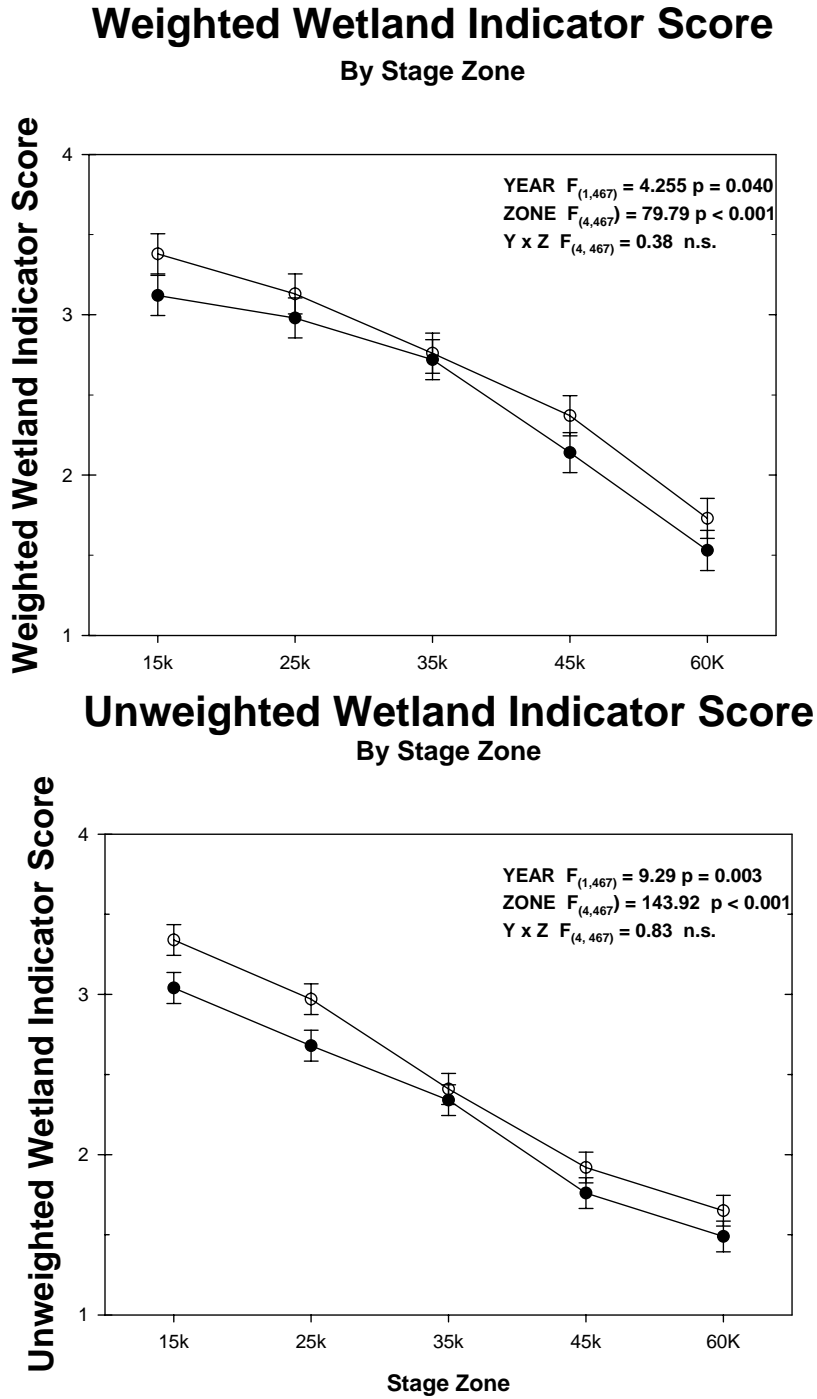 Weighted Wetland Indicator Score
By Stage Zone
Weighted Wetland Indicator Score
4
3
2
1
YEAR F(1,467) = 4.255 p = 0.040
ZONE F(4,467) = 79.79 p < 0.001
Y x Z F(4, 467) = 0.38 n.s.
15k 25k 35k 45k 60K
Unweighted Wetland Indicator Score
By Stage Zone
Unweighted Wetland Indicator Score
4
3
2
1
YEAR F(1,467) = 9.29 p = 0.003
ZONE F(4,467) = 143.92 p < 0.001
Y x Z F(4, 467) = 0.83 n.s.
15k 25k 35k 45k 60K
Stage Zone